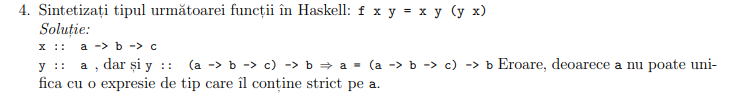 4. Sintetizați tipul următoarei funcții în Haskell: f x y = x y (y x)
Soluție:
x :: a -> b -> c
y :: a , dar și y :: (a -> b -> c) -> b ⇒ a = (a -> b -> c) -> b Eroare, deoarece a nu poate uni-
fica cu o expresie de tip care îl conține strict pe a.